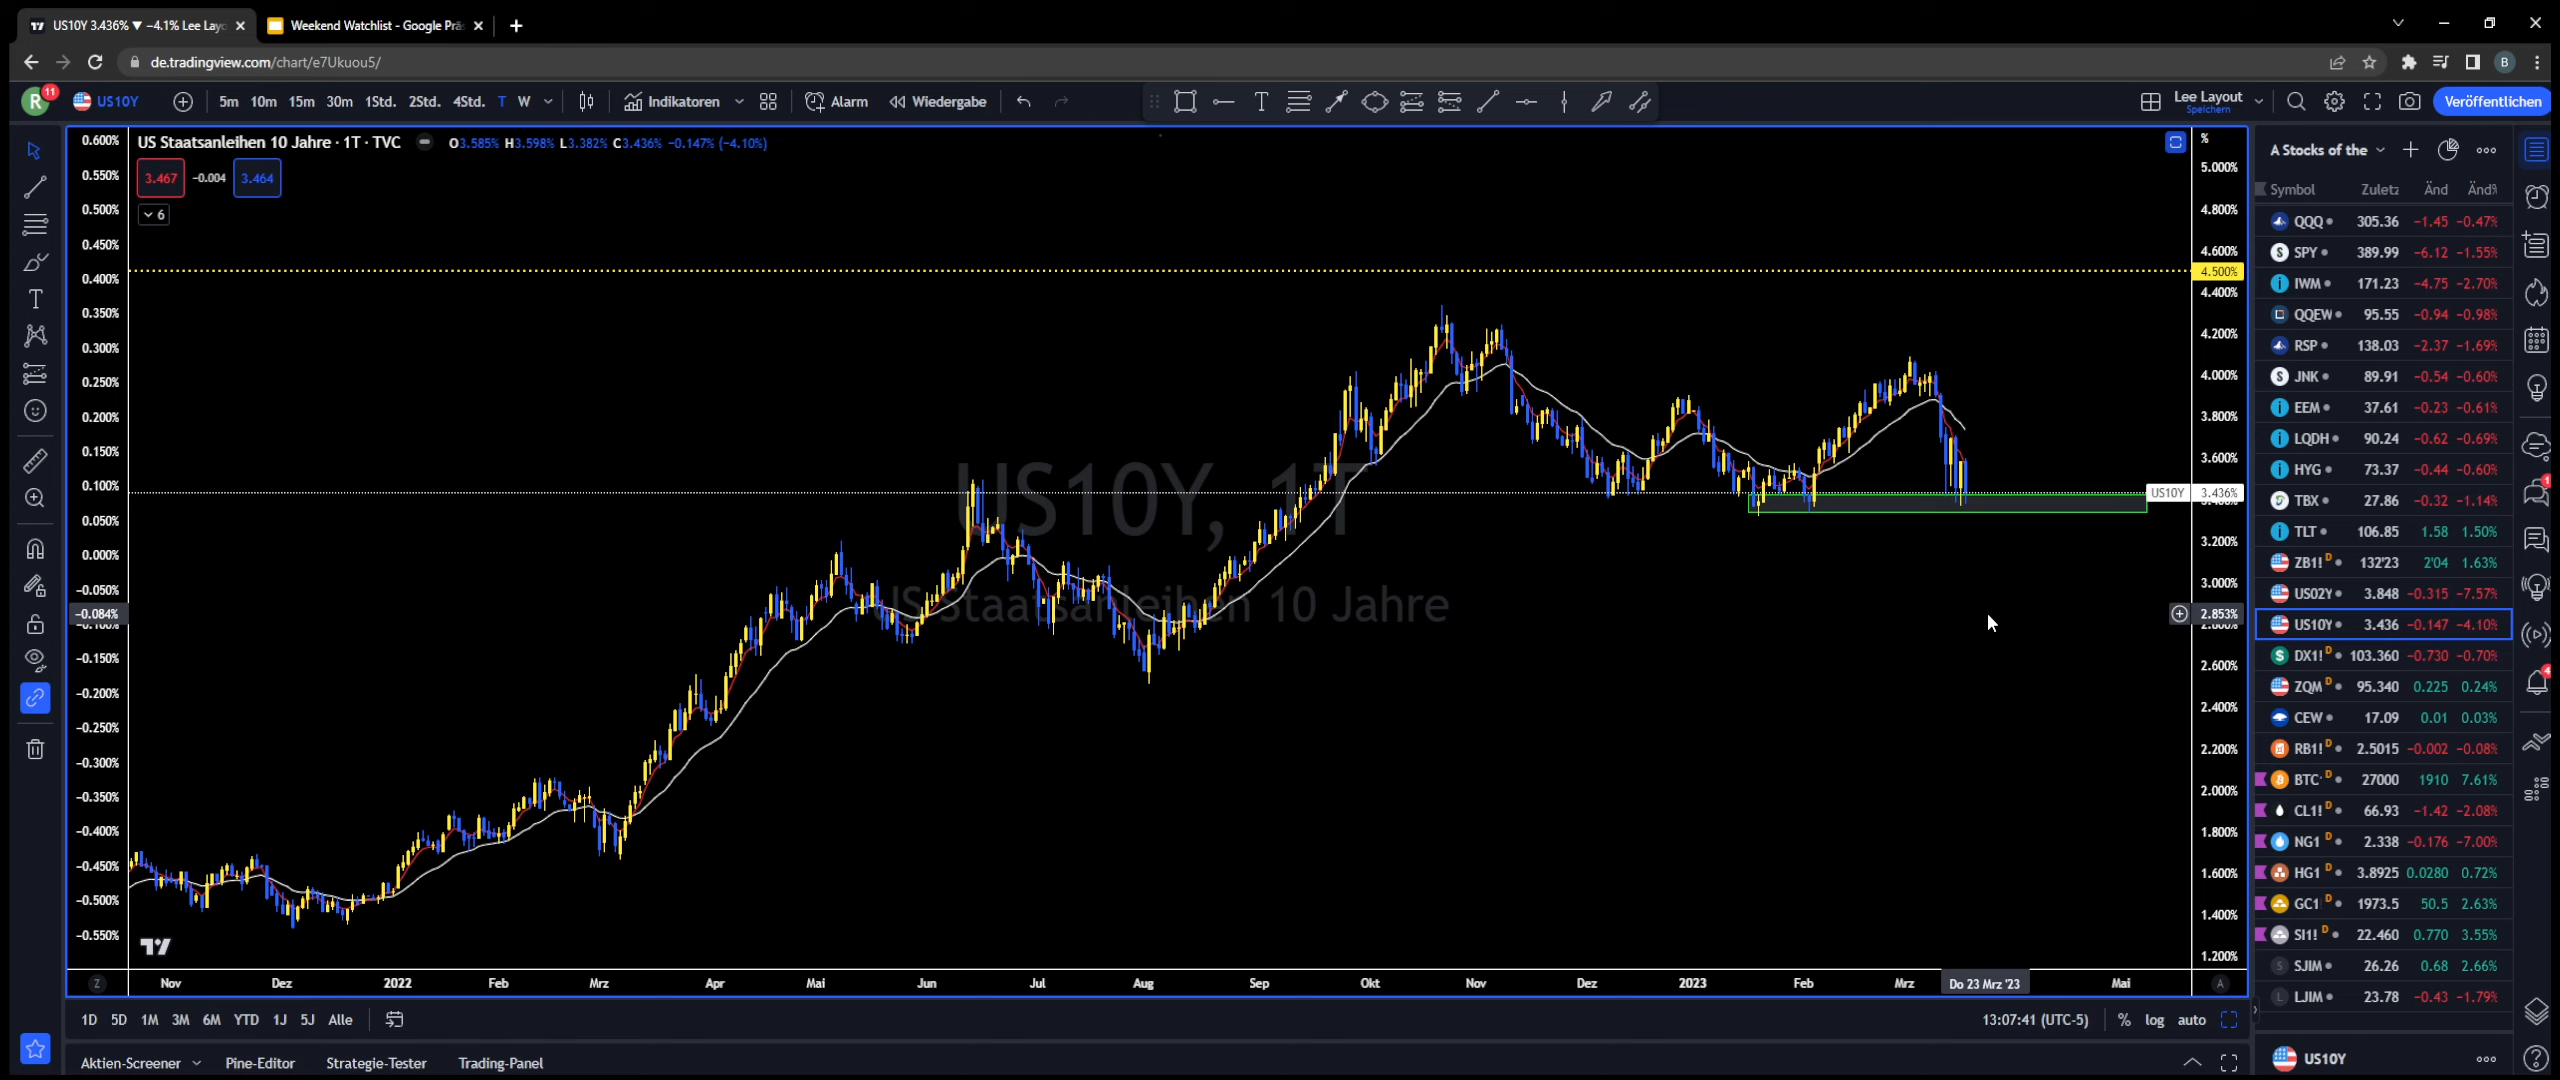 US10Y 3.436% ▼ −4.1% Lee Layo
Weekend Watchlist - Google Prä
de.tradingview.com/chart/e7Ukuou5/
B
R 11 US10Y 5m 10m 15m 30m 1Std. 2Std. 4Std. T W Indikatoren Alarm Wiedergabe T Lee Layout Speichern Veröffentlichen
US Staatsanleihen 10 Jahre · 1T · TVC O3.585% H3.598% L3.382% C3.436% −0.147% (−4.10%)
3.467 −0.004 3.464
6
0.600%
0.550%
0.500%
0.450%
0.400%
0.350%
0.300%
0.250%
0.200%
0.150%
0.100%
0.050%
0.000%
−0.050%
−0.084%
−0.100%
−0.150%
−0.200%
−0.250%
−0.300%
−0.350%
−0.400%
−0.450%
−0.500%
−0.550%
US10Y, 1T
US Staatsanleihen 10 Jahre
%
5.000%
4.800%
4.600%
4.500%
4.400%
4.200%
4.000%
3.800%
3.600%
US10Y 3.436%
3.400%
3.200%
3.000%
2.853%
2.800%
2.600%
2.400%
2.200%
2.000%
1.800%
1.600%
1.400%
1.200%
Z Nov Dez 2022 Feb Mrz Apr Mai Jun Jul Aug Sep Okt Nov Dez 2023 Feb Mrz Do 23 Mrz '23 Mai A
1D 5D 1M 3M 6M YTD 1J 5J Alle 13:07:41 (UTC-5) % log auto
Aktien-Screener Pine-Editor Strategie-Tester Trading-Panel
A Stocks of the
Symbol Zuletz Änd Änd%
QQQ 305.36 −1.45 −0.47%
SPY 389.99 −6.12 −1.55%
IWM 171.23 −4.75 −2.70%
QQEW 95.55 −0.94 −0.98%
RSP 138.03 −2.37 −1.69%
JNK 89.91 −0.54 −0.60%
EEM 37.61 −0.23 −0.61%
LQDH 90.24 −0.62 −0.69%
HYG 73.37 −0.44 −0.60%
TBX 27.86 −0.32 −1.14%
TLT 106.85 1.58 1.50%
ZB1! D 132'23 2'04 1.63%
US02Y 3.848 −0.315 −7.57%
US10Y 3.436 −0.147 −4.10%
DX1! D 103.360 −0.730 −0.70%
ZQM D 95.340 0.225 0.24%
CEW 17.09 0.01 0.03%
RB1! D 2.5015 −0.002 −0.08%
BTC D 27000 1910 7.61%
CL1! D 66.93 −1.42 −2.08%
NG1 D 2.338 −0.176 −7.00%
HG1 D 3.8925 0.0280 0.72%
GC1 D 1973.5 50.5 2.63%
SI1! D 22.460 0.770 3.55%
SJIM 26.26 0.68 2.66%
LJIM 23.78 −0.43 −1.79%
US10Y